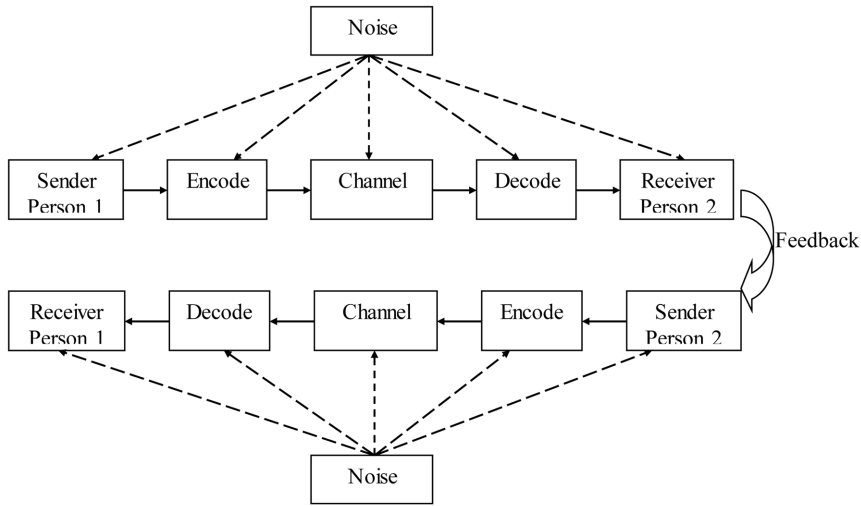 Noise
Sender
Person 1
Encode
Channel
Decode
Receiver
Person 2
Feedback
Receiver
Person 1
Decode
Channel
Encode
Sender
Person 2
Noise